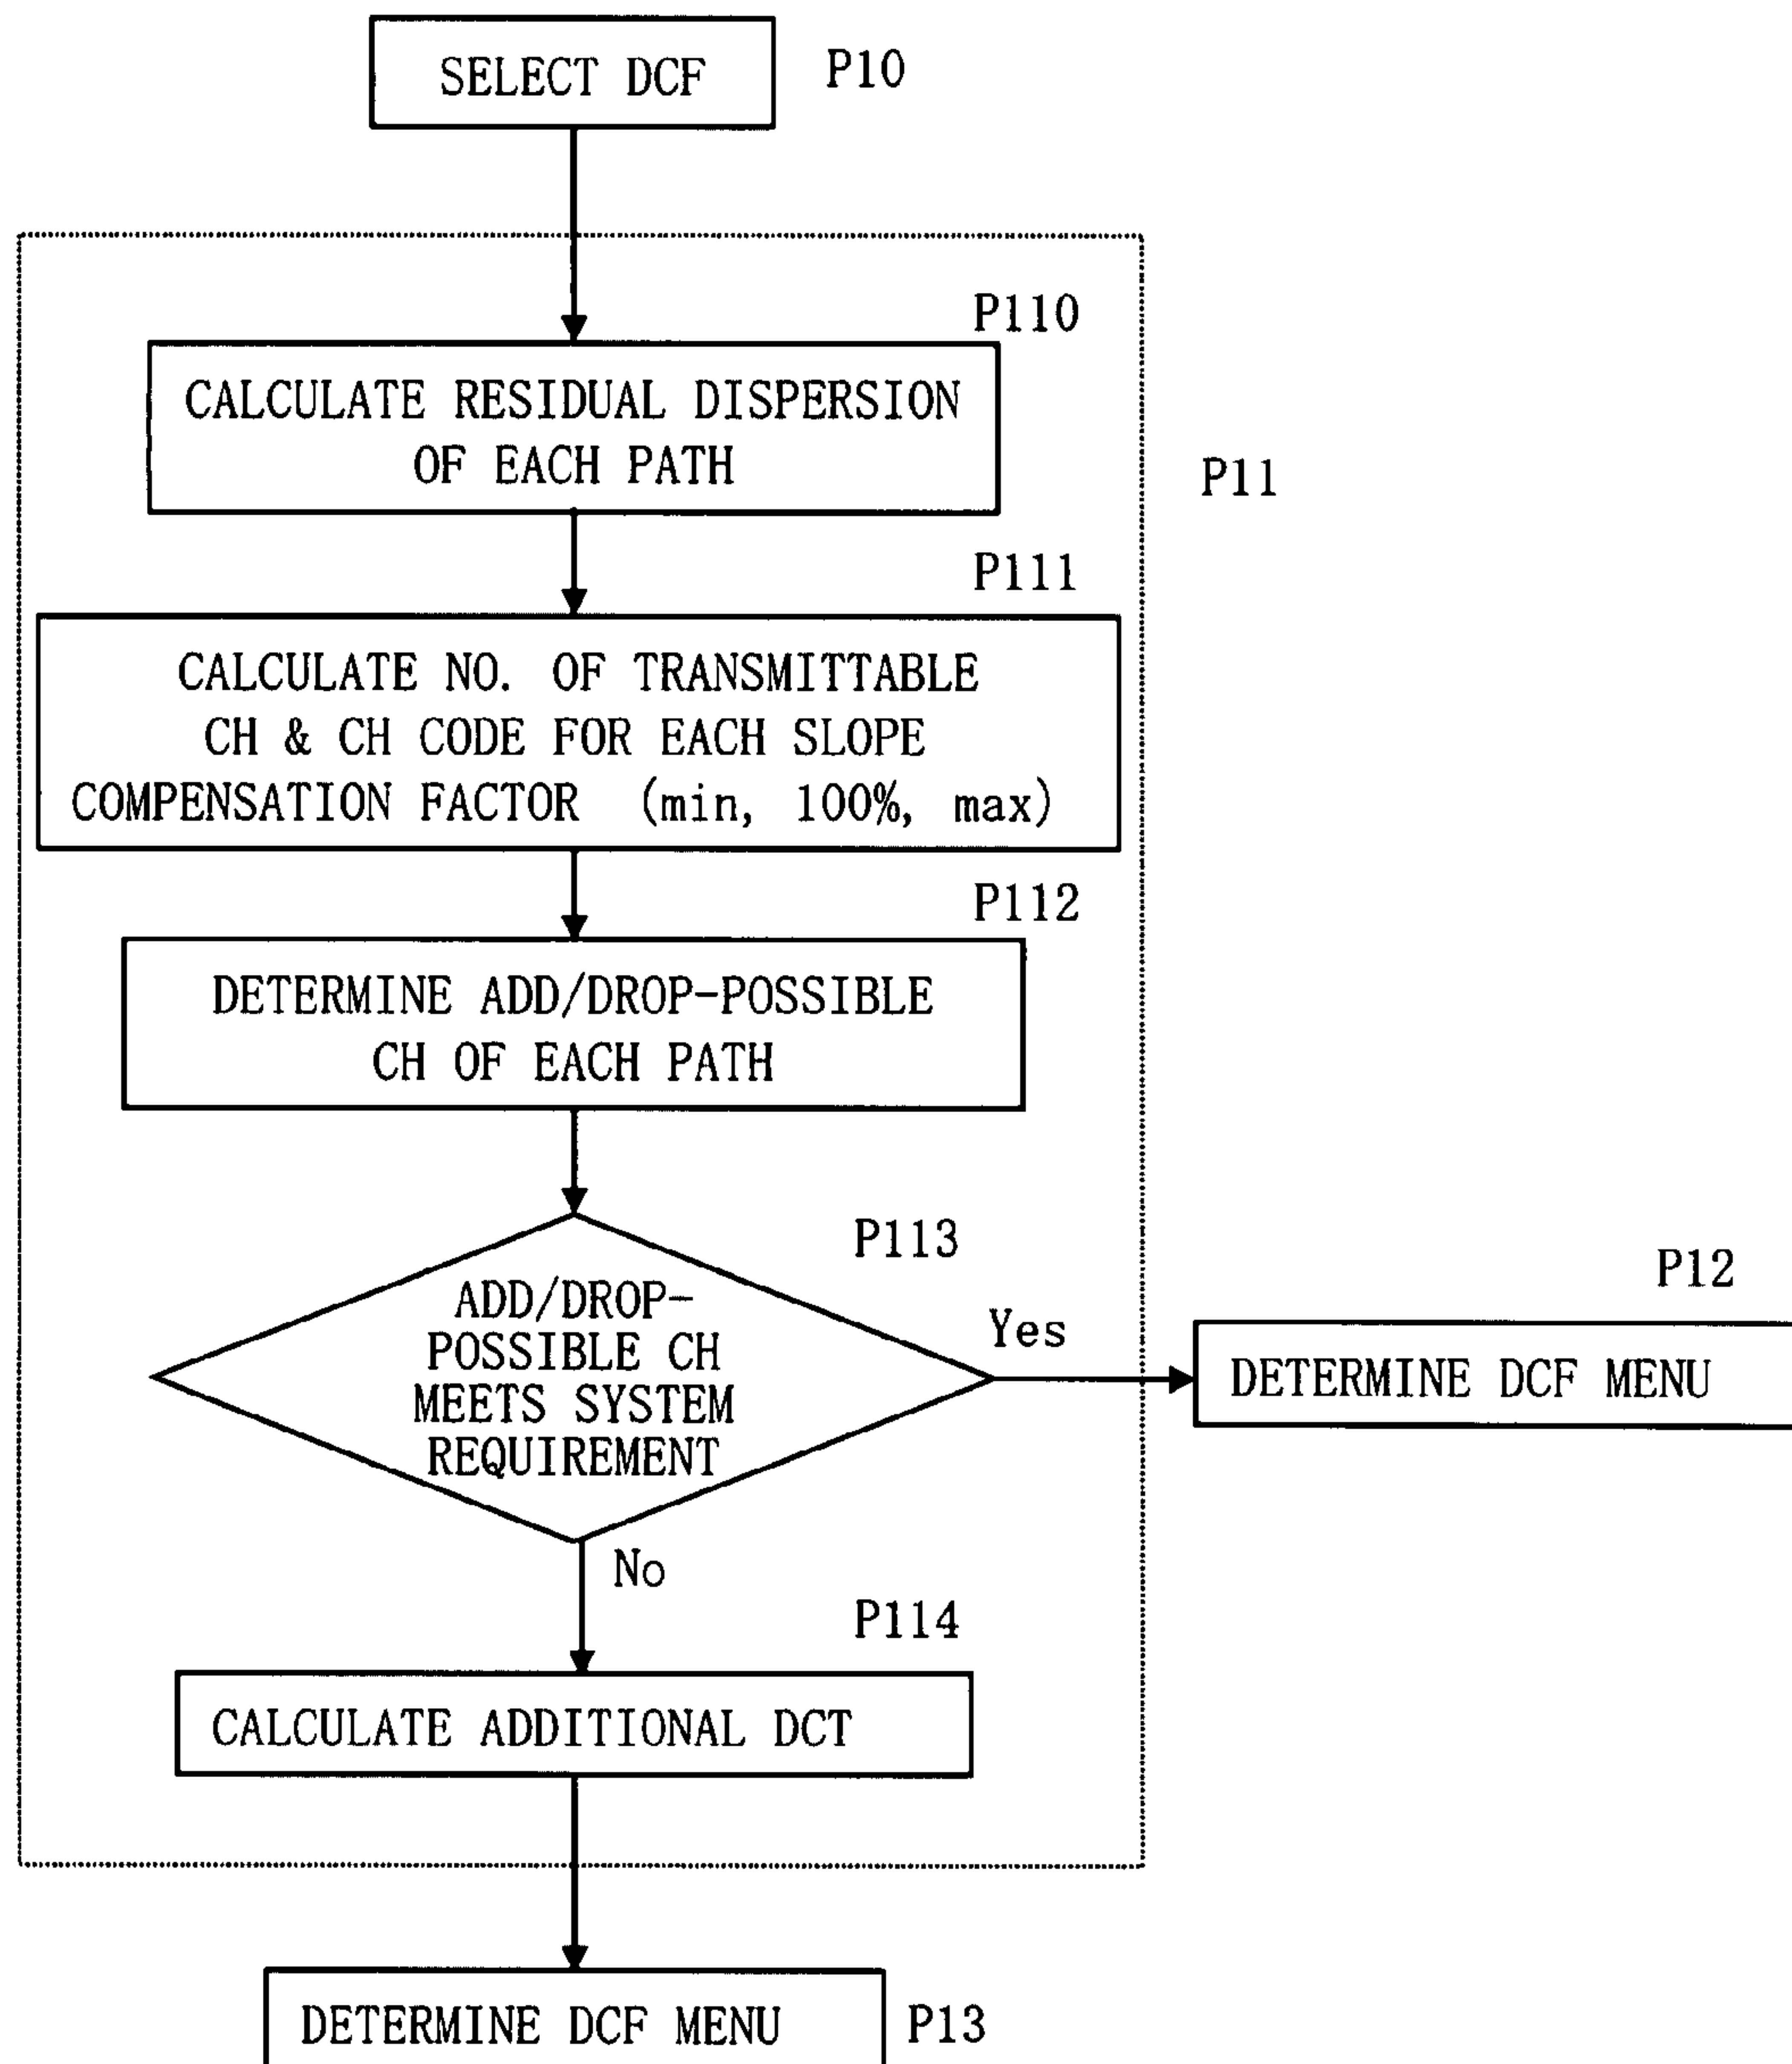 SELECT DCF
P10
P110
CALCULATE RESIDUAL DISPERSION
OF EACH PATH
P11
P111
CALCULATE NO. OF TRANSMITTABLE
CH & CH CODE FOR EACH SLOPE
COMPENSATION FACTOR (min, 100%, max)
P112
DETERMINE ADD/DROP-POSSIBLE
CH OF EACH PATH
P113
ADD/DROP-
POSSIBLE CH
MEETS SYSTEM
REQUIREMENT
Yes
P12
DETERMINE DCF MENU
No
P114
CALCULATE ADDITIONAL DCT
DETERMINE DCF MENU
P13